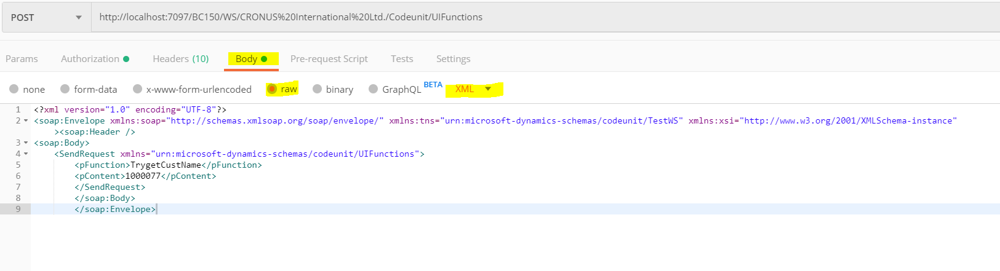 POST http://localhost:7097/BC150/WS/CRONUS%20International%20Ltd./Codeunit/UIFunctions
Params Authorization Headers (10) Body Pre-request Script Tests Settings
none form-data x-www-form-urlencoded raw binary GraphQL BETA XML
1 <?xml version="1.0" encoding="UTF-8"?>
2 <soap:Envelope xmlns:soap="http://schemas.xmlsoap.org/soap/envelope/" xmlns:tns="urn:microsoft-dynamics-schemas/codeunit/TestWS" xmlns:xsi="http://www.w3.org/2001/XMLSchema-instance"
><soap:Header />
3 <soap:Body>
4 <SendRequest xmlns="urn:microsoft-dynamics-schemas/codeunit/UIFunctions">
5 <pFunction>TrygetCustName</pFunction>
6 <pContent>1000077</pContent>
7 </SendRequest>
8 </soap:Body>
9 </soap:Envelope>